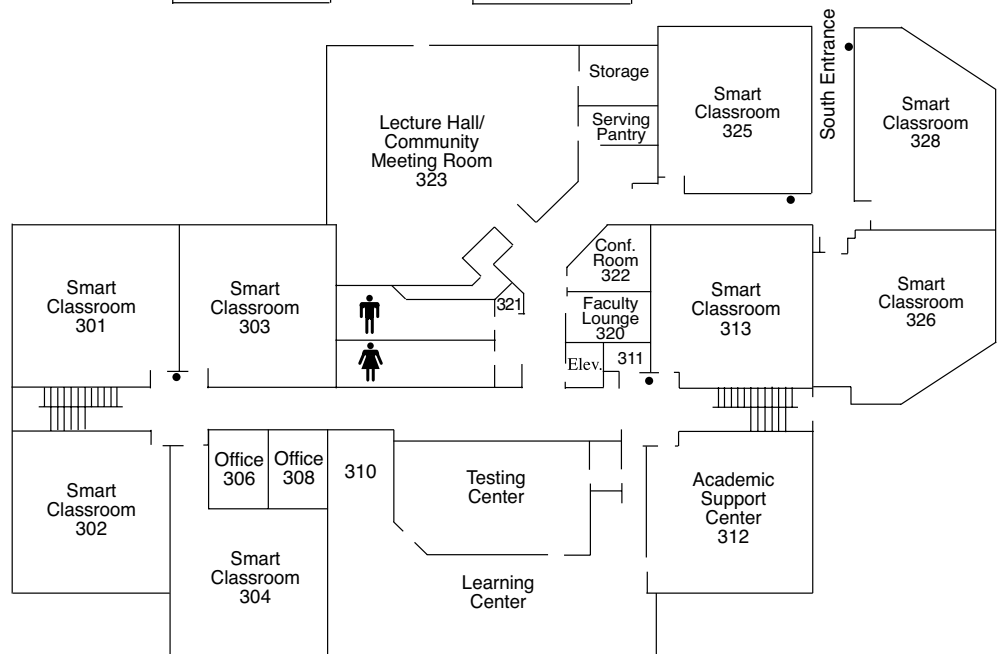 Storage
Serving
Pantry
Smart
Classroom
325
South Entrance
Smart
Classroom
328
Lecture Hall/
Community
Meeting Room
323
Smart
Classroom
301
Smart
Classroom
303
321
Conf.
Room
322
Faculty
Lounge
320
Elev.
311
Smart
Classroom
313
Smart
Classroom
326
Smart
Classroom
302
Office
306
Office
308
310
Testing
Center
Academic
Support
Center
312
Smart
Classroom
304
Learning
Center